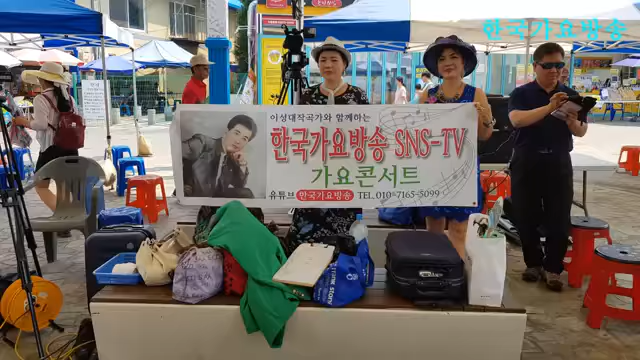 한국가요방송
이성대작곡가와 함께하는
한국가요방송 SNS-TV
가요콘서트
유튜브 한국가요방송 TEL. 010-7165-5099